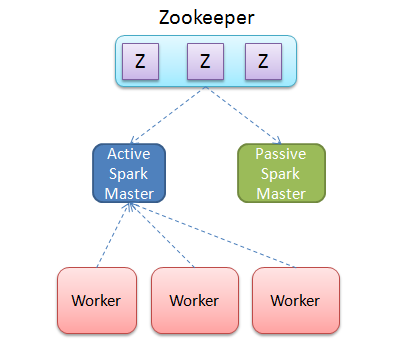 Zookeeper
Z Z Z
Active
Spark
Master
Passive
Spark
Master
Worker
Worker
Worker